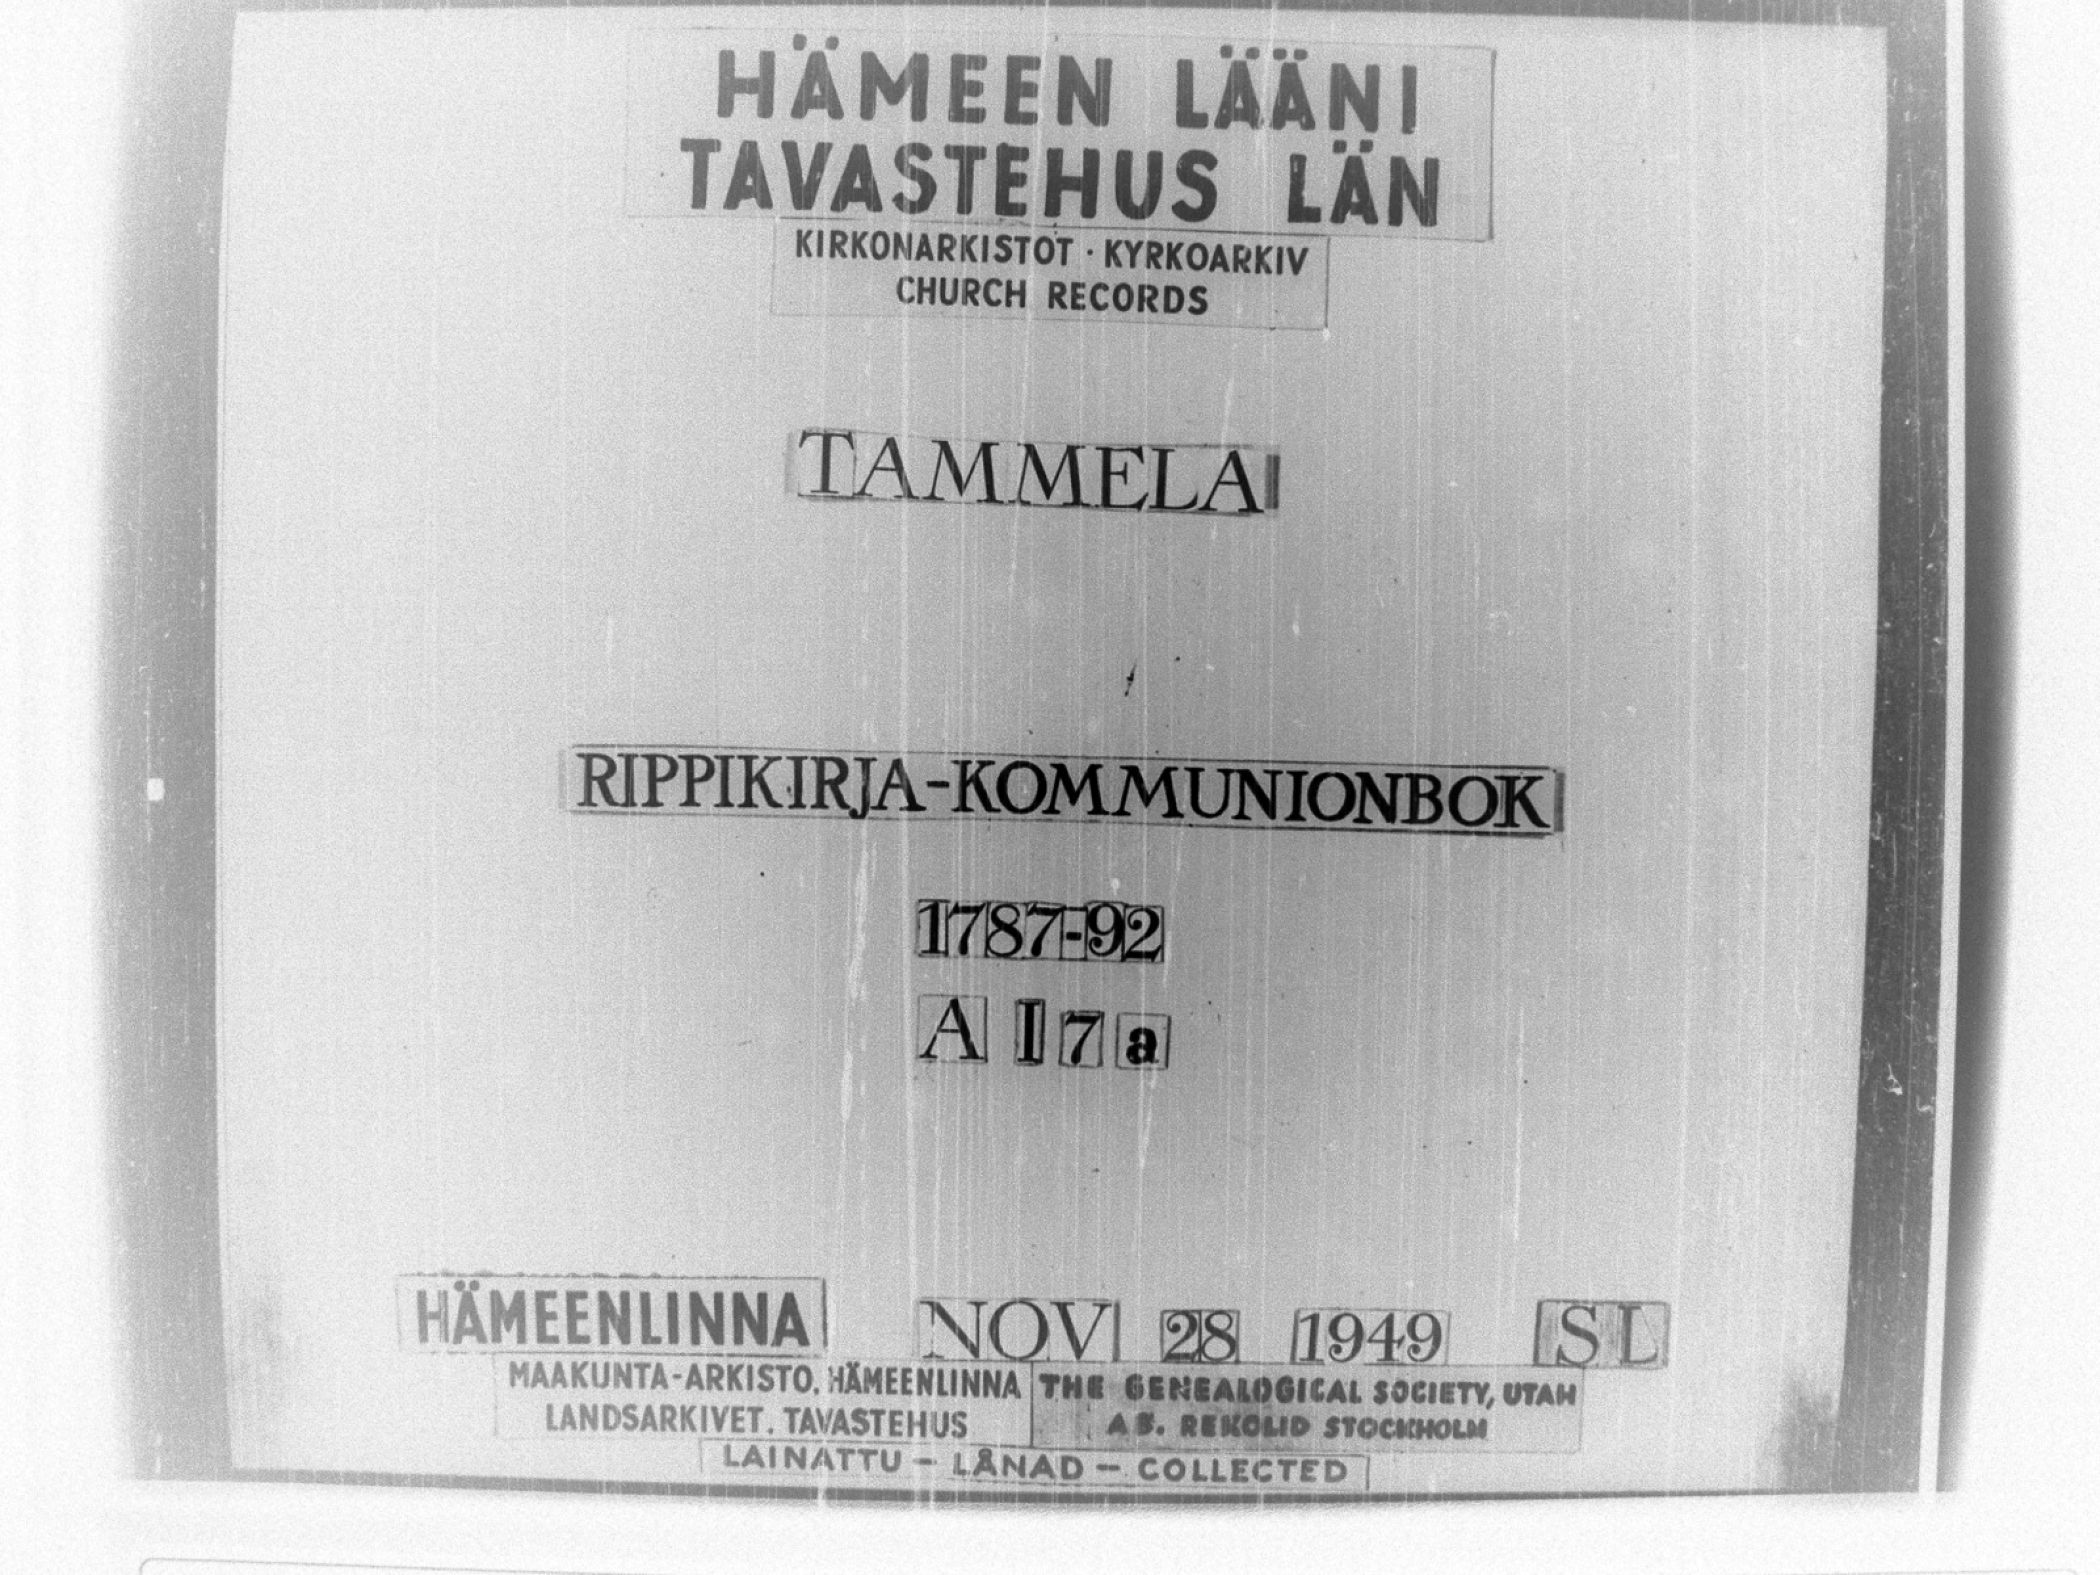 HÄMEEN LÄÄNI
TAVASTEHUS LÄN
KIRKONARKISTOT · KYRKOARKIV
CHURCH RECORDS
TAMMELA
RIPPIKIRJA-KOMMUNIONBOK
1787-92
A I 7 a
HÄMEENLINNA NOV 28 1949 SL
MAAKUNTA-ARKISTO, HÄMEENLINNA
LANDSARKIVET, TAVASTEHUS
THE GENEALOGICAL SOCIETY, UTAH
AB. REKOLID STOCKHOLM
LAINATTU – LÅNAD – COLLECTED